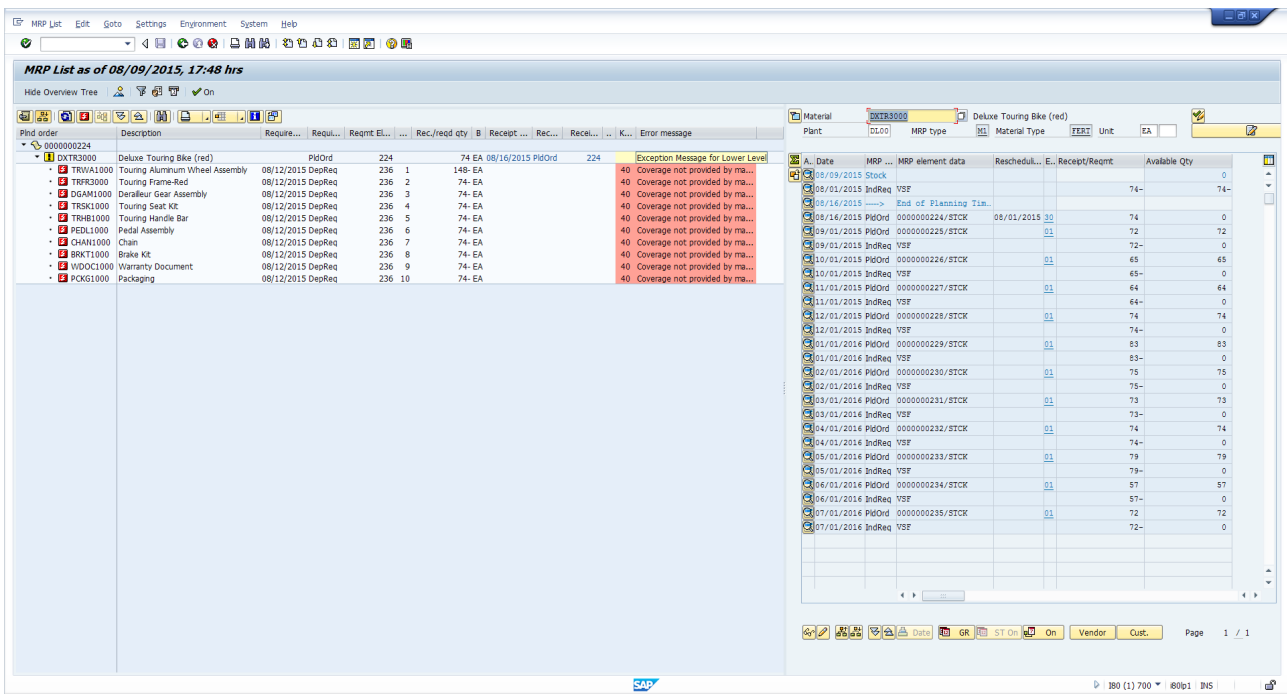 MRP List Edit Goto Settings Environment System Help
MRP List as of 08/09/2015, 17:48 hrs
Hide Overview Tree On
Plnd order Description Require... Requi... Reqmt El... ... Rec./reqd qty B Receipt ... Rec... Recei... .. K... Error message
0000000224
DXTR3000 Deluxe Touring Bike (red) PldOrd 224 74 EA 08/16/2015 PldOrd 224 Exception Message for Lower Level
TRWA1000 Touring Aluminum Wheel Assembly 08/12/2015 DepReq 236 1 148- EA 40 Coverage not provided by ma...
TRFR3000 Touring Frame-Red 08/12/2015 DepReq 236 2 74- EA 40 Coverage not provided by ma...
DGAM1000 Derailleur Gear Assembly 08/12/2015 DepReq 236 3 74- EA 40 Coverage not provided by ma...
TRSK1000 Touring Seat Kit 08/12/2015 DepReq 236 4 74- EA 40 Coverage not provided by ma...
TRHB1000 Touring Handle Bar 08/12/2015 DepReq 236 5 74- EA 40 Coverage not provided by ma...
PEDL1000 Pedal Assembly 08/12/2015 DepReq 236 6 74- EA 40 Coverage not provided by ma...
CHAN1000 Chain 08/12/2015 DepReq 236 7 74- EA 40 Coverage not provided by ma...
BRKT1000 Brake Kit 08/12/2015 DepReq 236 8 74- EA 40 Coverage not provided by ma...
WDOC1000 Warranty Document 08/12/2015 DepReq 236 9 74- EA 40 Coverage not provided by ma...
PCKG1000 Packaging 08/12/2015 DepReq 236 10 74- EA 40 Coverage not provided by ma...
Material DXTR3000 Deluxe Touring Bike (red)
Plant DL00 MRP type M1 Material Type FERT Unit EA
A.. Date MRP ... MRP element data Rescheduli... E.. Receipt/Reqmt Available Qty
08/09/2015 Stock 0
08/01/2015 IndReq VSF 74- 74-
08/16/2015 -----> End of Planning Tim…
08/16/2015 PldOrd 0000000224/STCK 08/01/2015 30 74 0
09/01/2015 PldOrd 0000000225/STCK 01 72 72
09/01/2015 IndReq VSF 72- 0
10/01/2015 PldOrd 0000000226/STCK 01 65 65
10/01/2015 IndReq VSF 65- 0
11/01/2015 PldOrd 0000000227/STCK 01 64 64
11/01/2015 IndReq VSF 64- 0
12/01/2015 PldOrd 0000000228/STCK 01 74 74
12/01/2015 IndReq VSF 74- 0
01/01/2016 PldOrd 0000000229/STCK 01 83 83
01/01/2016 IndReq VSF 83- 0
02/01/2016 PldOrd 0000000230/STCK 01 75 75
02/01/2016 IndReq VSF 75- 0
03/01/2016 PldOrd 0000000231/STCK 01 73 73
03/01/2016 IndReq VSF 73- 0
04/01/2016 PldOrd 0000000232/STCK 01 74 74
04/01/2016 IndReq VSF 74- 0
05/01/2016 PldOrd 0000000233/STCK 01 79 79
05/01/2016 IndReq VSF 79- 0
06/01/2016 PldOrd 0000000234/STCK 01 57 57
06/01/2016 IndReq VSF 57- 0
07/01/2016 PldOrd 0000000235/STCK 01 72 72
07/01/2016 IndReq VSF 72- 0
Date GR ST On On Vendor Cust. Page 1 / 1
SAP I80 (1) 700 i80lp1 INS